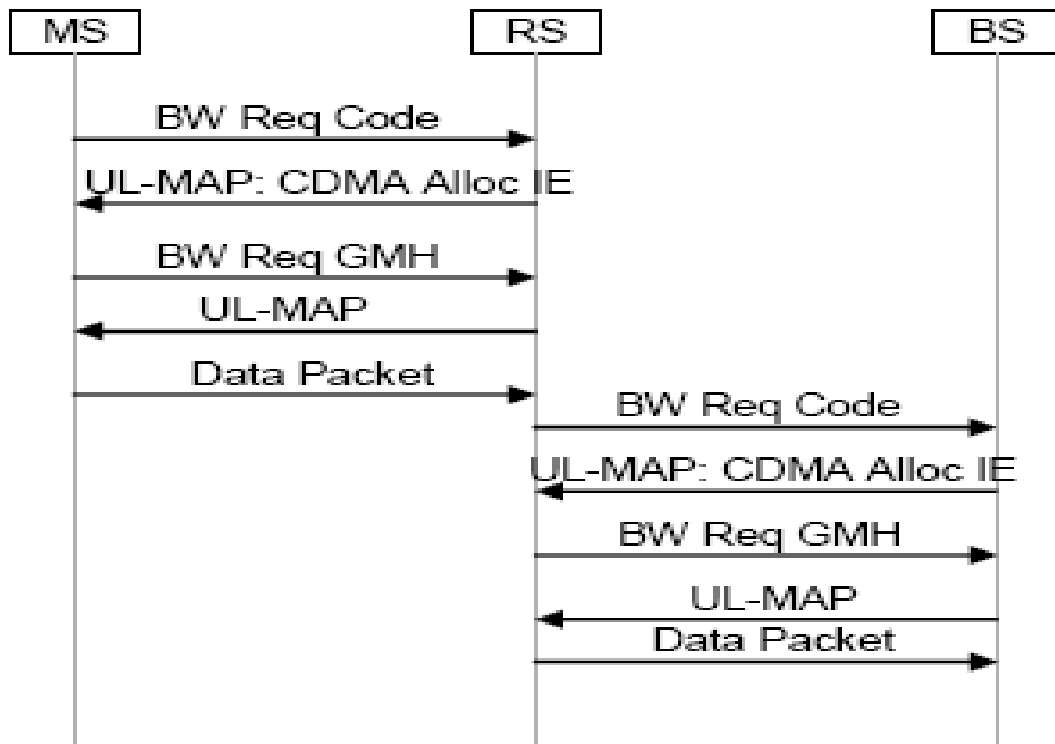 MS
RS
BS
BW Req Code
UL-MAP: CDMA Alloc IE
BW Req GMH
UL-MAP
Data Packet
BW Req Code
UL-MAP: CDMA Alloc IE
BW Req GMH
UL-MAP
Data Packet